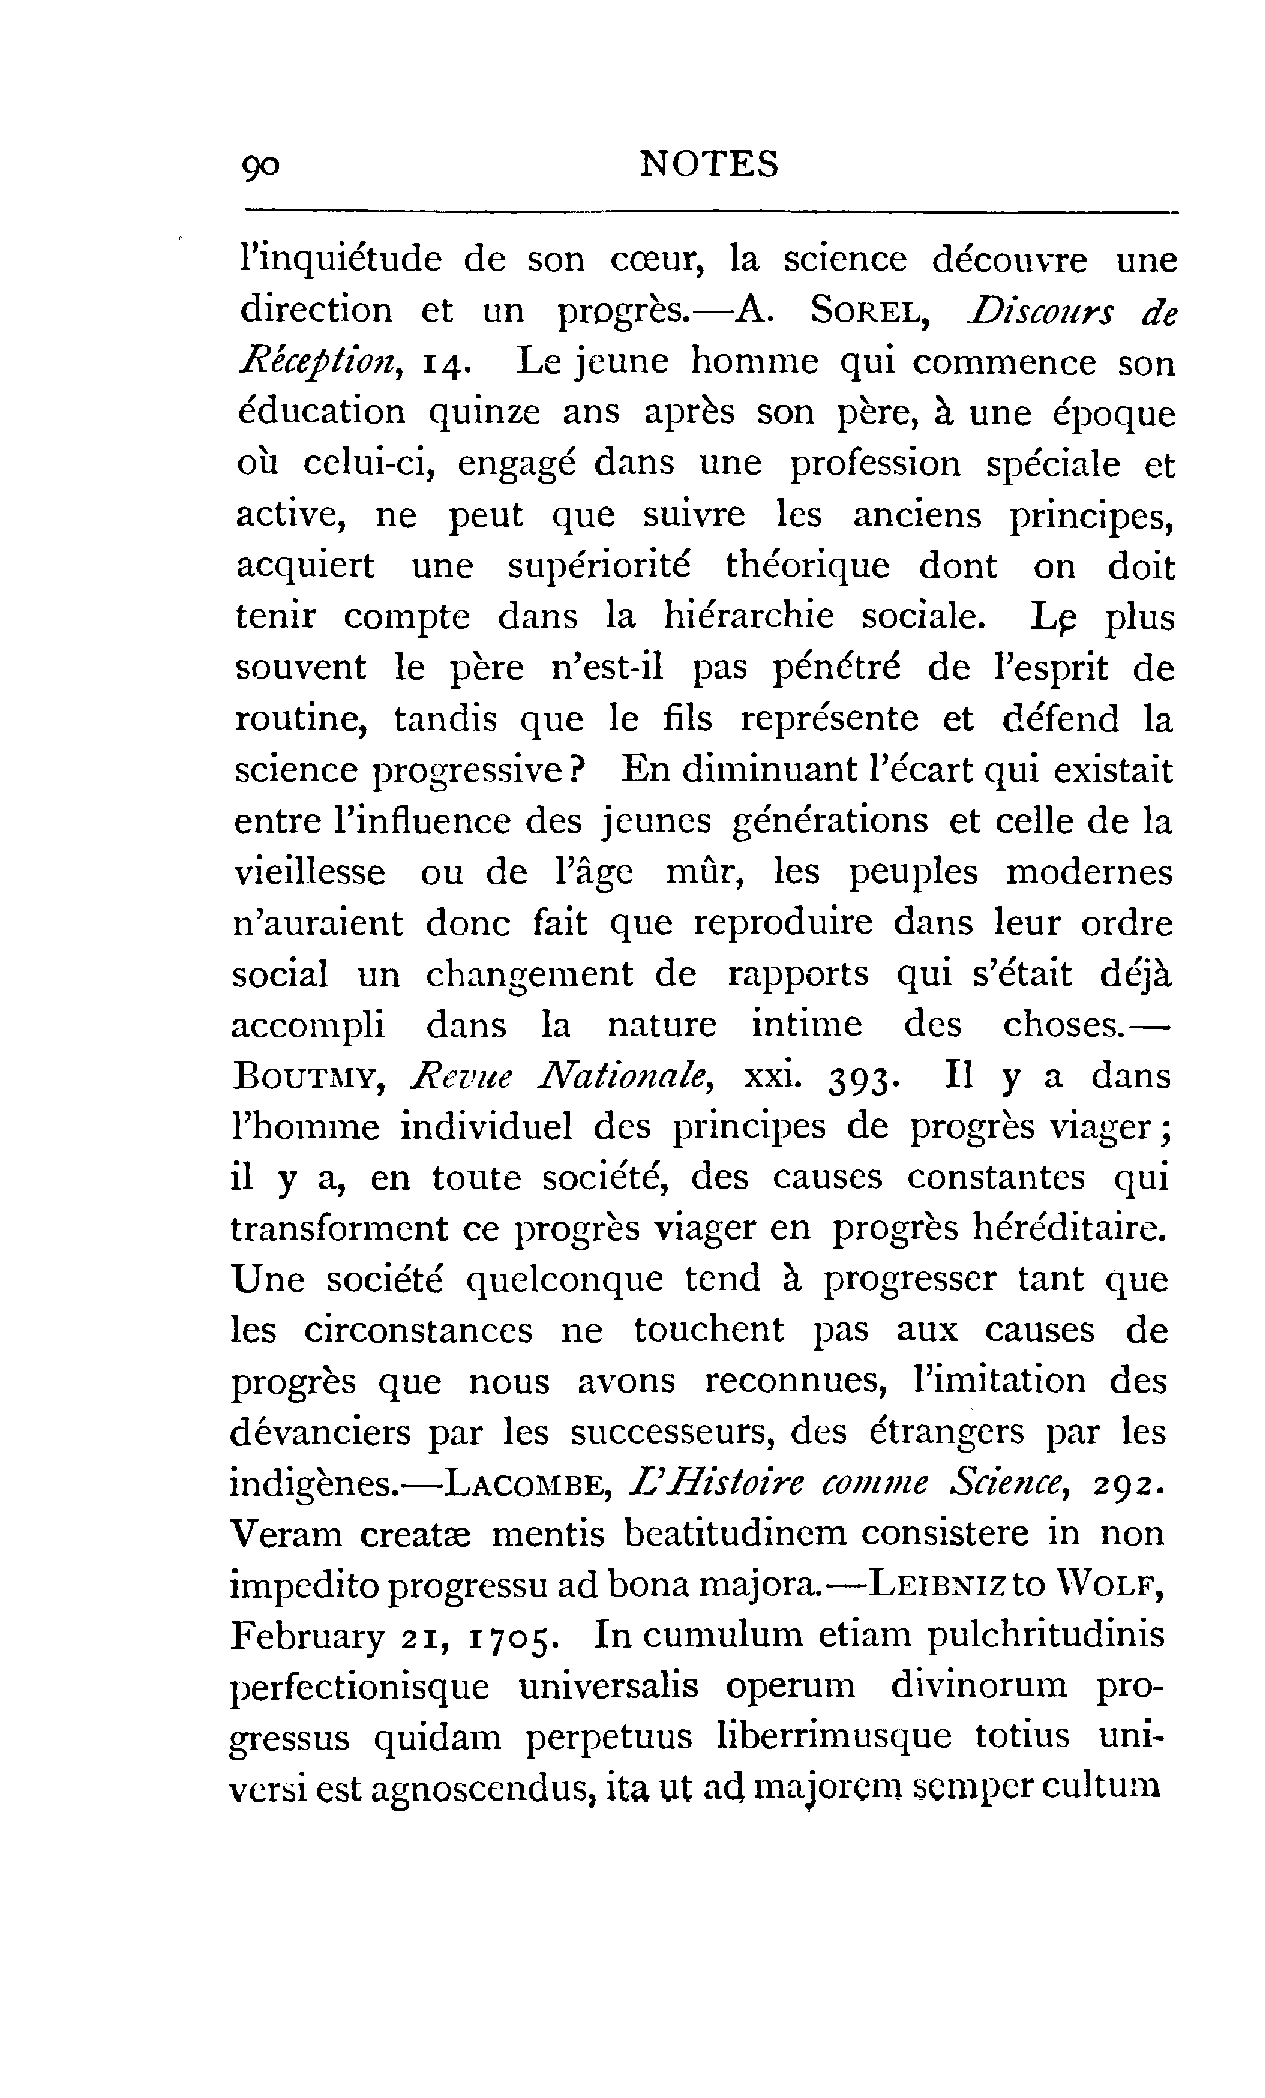 90 NOTES
l'inquiétude de son cœur, la science découvre une
direction et un progrès.—A. SOREL, Discours de
Réception, 14. Le jeune homme qui commence son
éducation quinze ans après son père, à une époque
où celui-ci, engagé dans une profession spéciale et
active, ne peut que suivre les anciens principes,
acquiert une supériorité théorique dont on doit
tenir compte dans la hiérarchie sociale. Le plus
souvent le père n'est-il pas pénétré de l'esprit de
routine, tandis que le fils représente et défend la
science progressive ? En diminuant l'écart qui existait
entre l'influence des jeunes générations et celle de la
vieillesse ou de l'âge mûr, les peuples modernes
n'auraient donc fait que reproduire dans leur ordre
social un changement de rapports qui s'était déjà
accompli dans la nature intime des choses.—
BOUTMY, Revue Nationale, xxi. 393. Il y a dans
l'homme individuel des principes de progrès viager ;
il y a, en toute société, des causes constantes qui
transforment ce progrès viager en progrès héréditaire.
Une société quelconque tend à progresser tant que
les circonstances ne touchent pas aux causes de
progrès que nous avons reconnues, l'imitation des
dévanciers par les successeurs, des étrangers par les
indigènes.—LACOMBE, L'Histoire comme Science, 292.
Veram creatæ mentis beatitudinem consistere in non
impedito progressu ad bona majora.—LEIBNIZ to WOLF,
February 21, 1705. In cumulum etiam pulchritudinis
perfectionisque universalis operum divinorum pro-
gressus quidam perpetuus liberrimusque totius uni-
versi est agnoscendus, ita ut ad majorem semper cultum